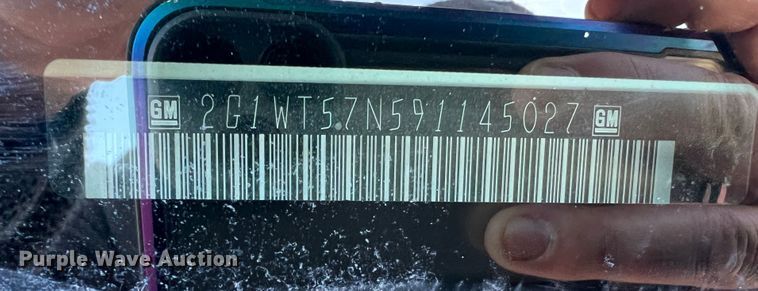 GM 2G1WT57N591145027 GM
Purple Wave Auction